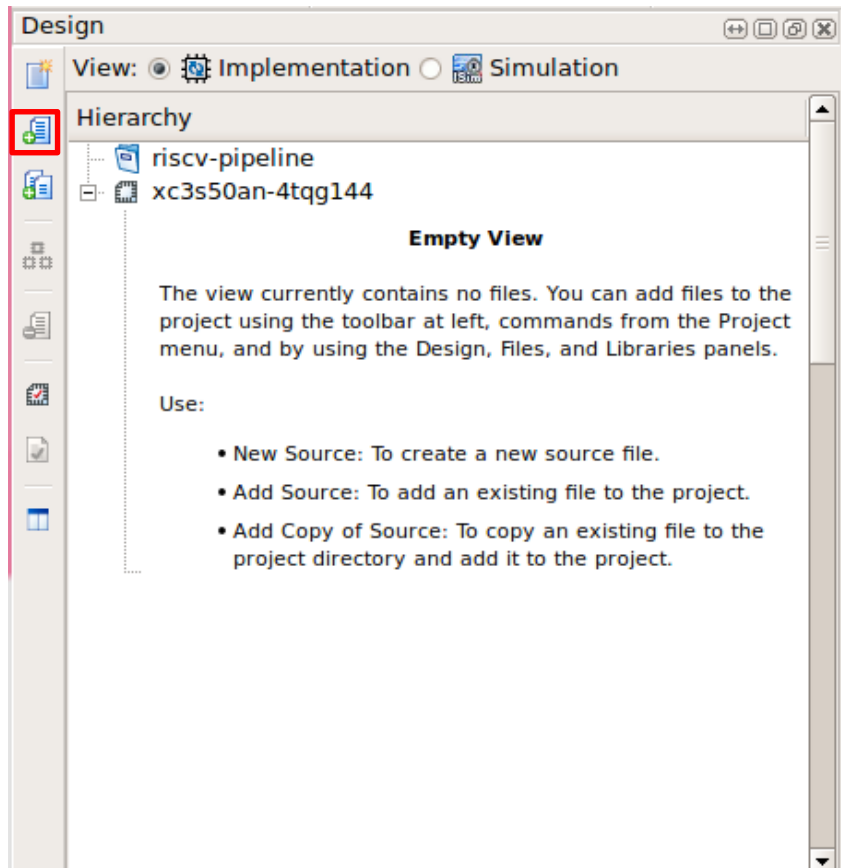 Design
View: Implementation Simulation
Hierarchy
riscv-pipeline
xc3s50an-4tqg144
Empty View
The view currently contains no files. You can add files to the
project using the toolbar at left, commands from the Project
menu, and by using the Design, Files, and Libraries panels.
Use:
• New Source: To create a new source file.
• Add Source: To add an existing file to the project.
• Add Copy of Source: To copy an existing file to the
project directory and add it to the project.